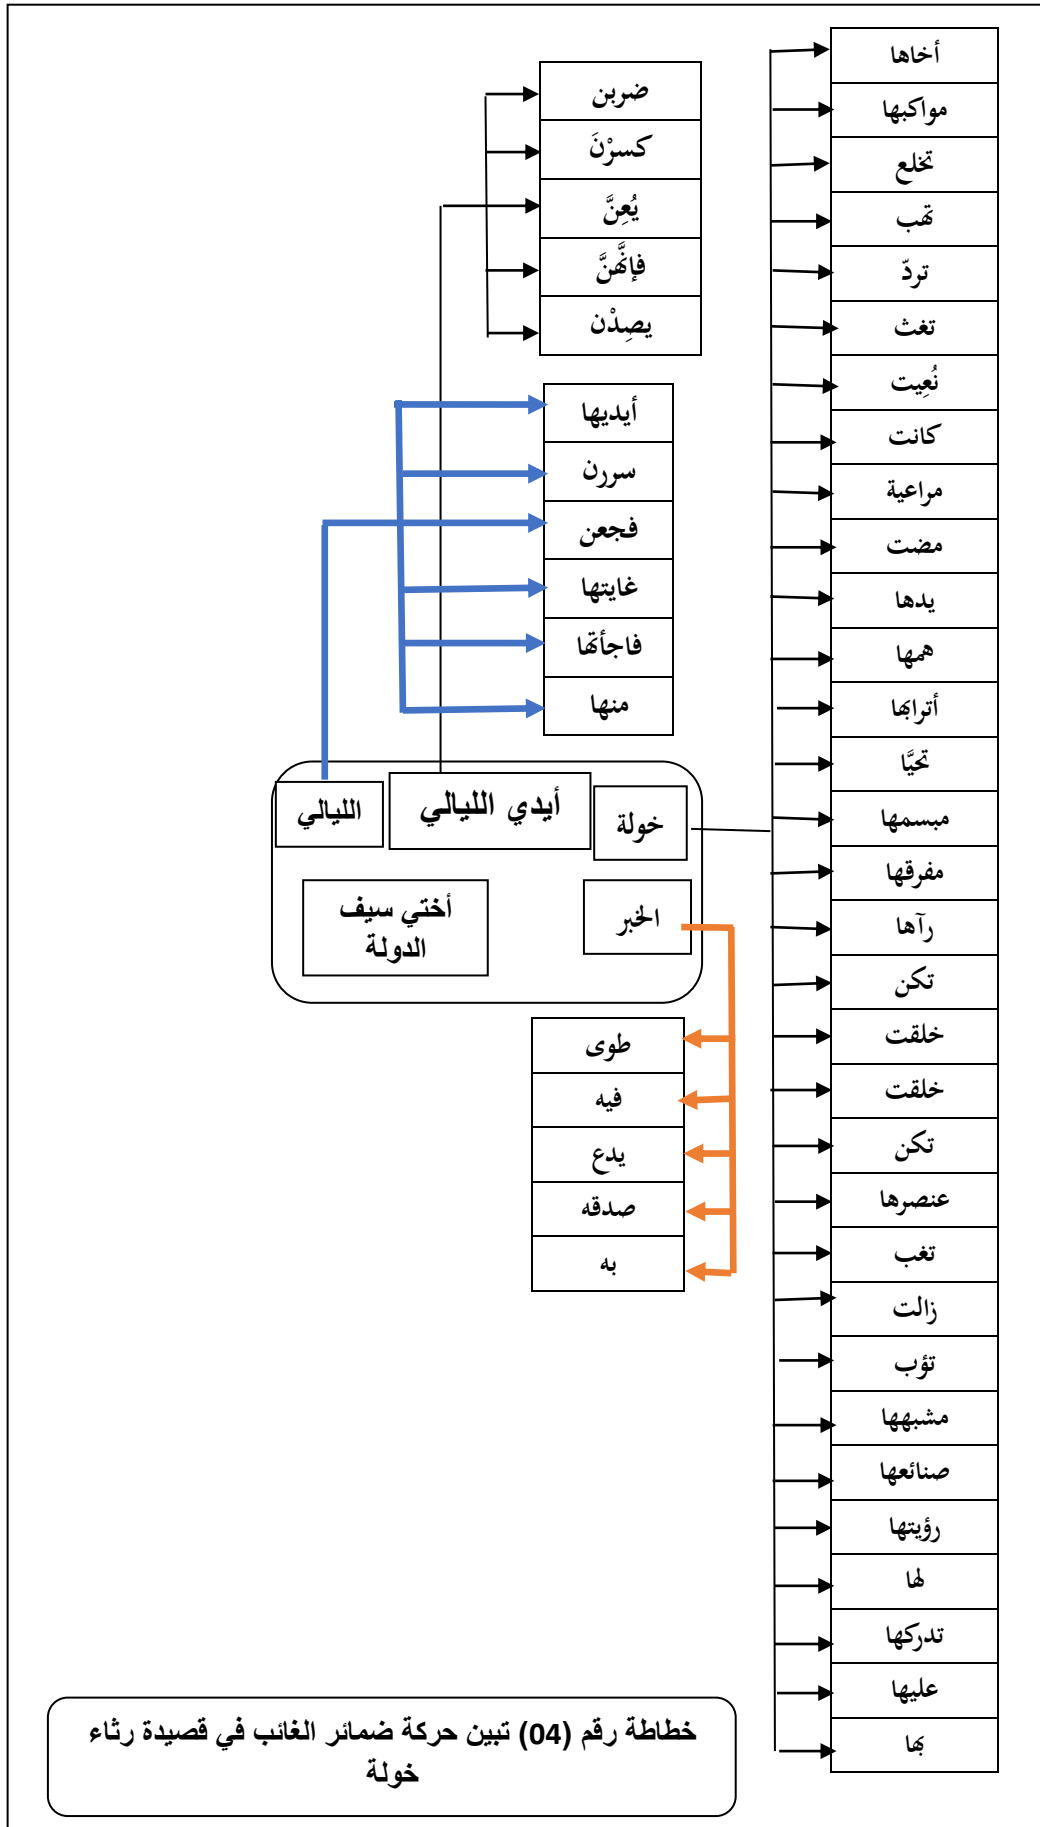 أخاها
مواكبها
تخلع
تهب
تردّ
تغث
نُعِيت
كانت
مراعية
مضت
يدها
همها
أترابها
تحيَّا
مبسمها
مفرقها
رآها
تكن
خلقت
خلقت
تكن
عنصرها
تغب
زالت
تؤب
مشبهها
صنائعها
رؤيتها
لها
تدركها
عليها
بها
ضربن
كسرْنَ
يُعِنَّ
فإنَّهنَّ
يصِدْن
أيديها
سررن
فجعن
غايتها
فاجأتها
منها
خولة
أيدي الليالي
الليالي
الخبر
أختي سيف
الدولة
طوى
فيه
يدع
صدقه
به
خطاطة رقم (04) تبين حركة ضمائر الغائب في قصيدة رثاء
خولة